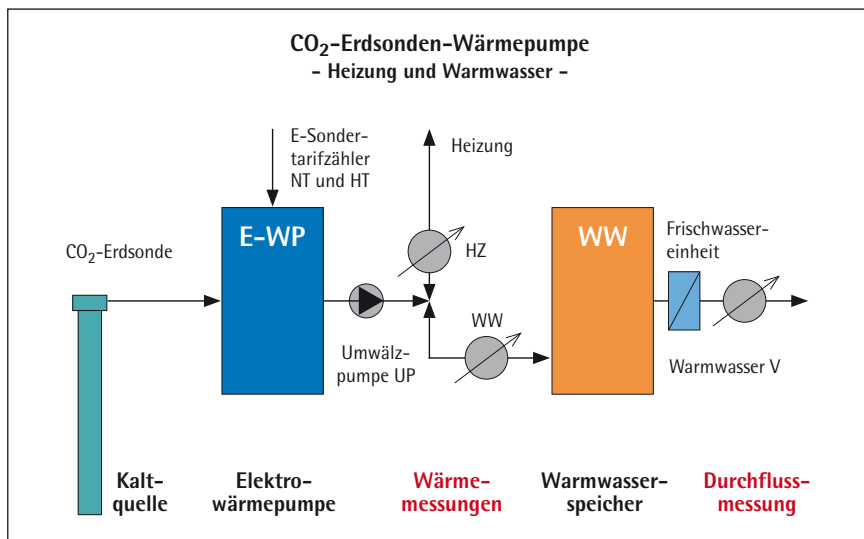 CO₂-Erdsonden-Wärmepumpe
- Heizung und Warmwasser -
E-Sonder-
tarifzähler
NT und HT
Heizung
CO₂-Erdsonde
E-WP
HZ
WW
WW
Frischwasser-
einheit
Umwälz-
pumpe UP
Warmwasser V
Kalt-
quelle
Elektro-
wärmepumpe
Wärme-
messungen
Warmwasser-
speicher
Durchfluss-
messung